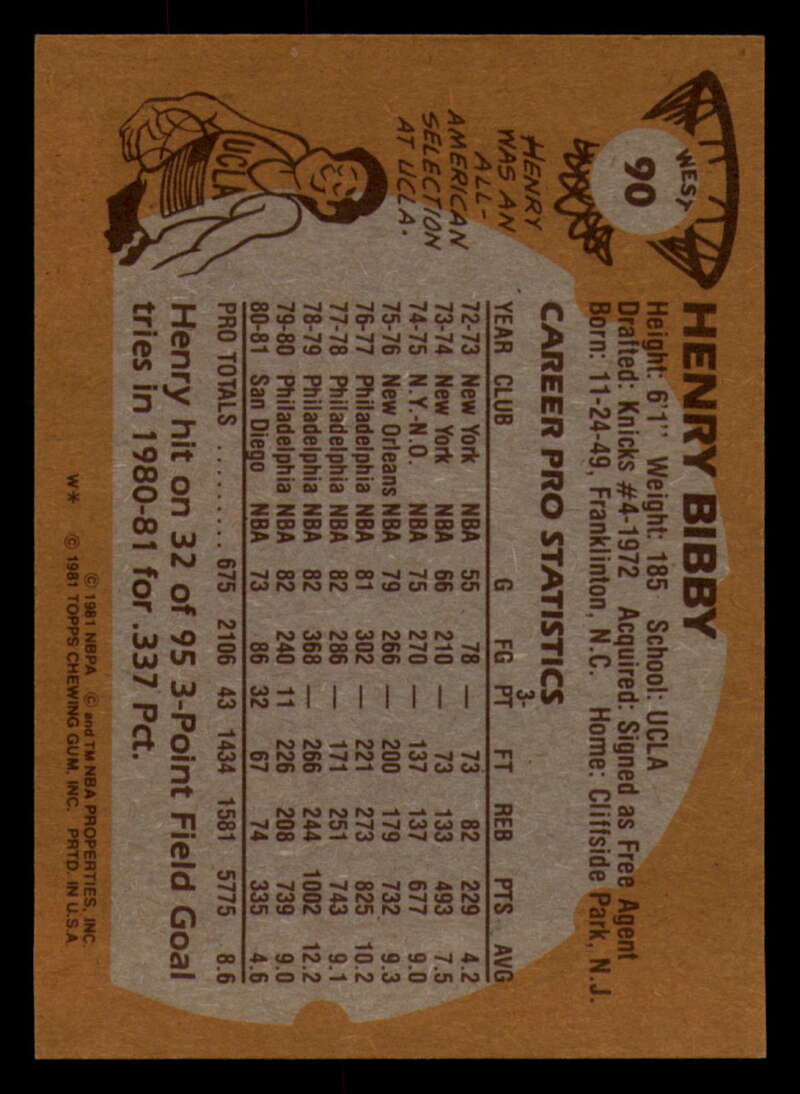 WEST
90
HENRY BIBBY
Height: 6'1" Weight: 185 School: UCLA
Drafted: Knicks #4-1972 Acquired: Signed as Free Agent
Born: 11-24-49, Franklinton, N.C. Home: Cliffside Park, N.J.
HENRY
WAS AN
ALL-
AMERICAN
SELECTION
AT UCLA.
UCLA
CAREER PRO STATISTICS
YEAR CLUB G FG 3-PT FT REB PTS AVG
72-73 New York NBA 55 78 — 73 82 229 4.2
73-74 New York NBA 66 210 — 73 133 493 7.5
74-75 N.Y.-N.O. NBA 75 270 — 137 137 677 9.0
75-76 New Orleans NBA 79 266 — 200 179 732 9.3
76-77 Philadelphia NBA 81 302 — 221 273 825 10.2
77-78 Philadelphia NBA 82 286 — 171 251 743 9.1
78-79 Philadelphia NBA 82 368 — 266 244 1002 12.2
79-80 Philadelphia NBA 82 240 11 226 208 739 9.0
80-81 San Diego NBA 73 86 32 67 74 335 4.6
PRO TOTALS ......... 675 2106 43 1434 1581 5775 8.6
Henry hit on 32 of 95 3-Point Field Goal
tries in 1980-81 for .337 Pct.
© 1981 NBPA © and TM NBA PROPERTIES, INC.
W* © 1981 TOPPS CHEWING GUM, INC. PRTD. IN U.S.A.